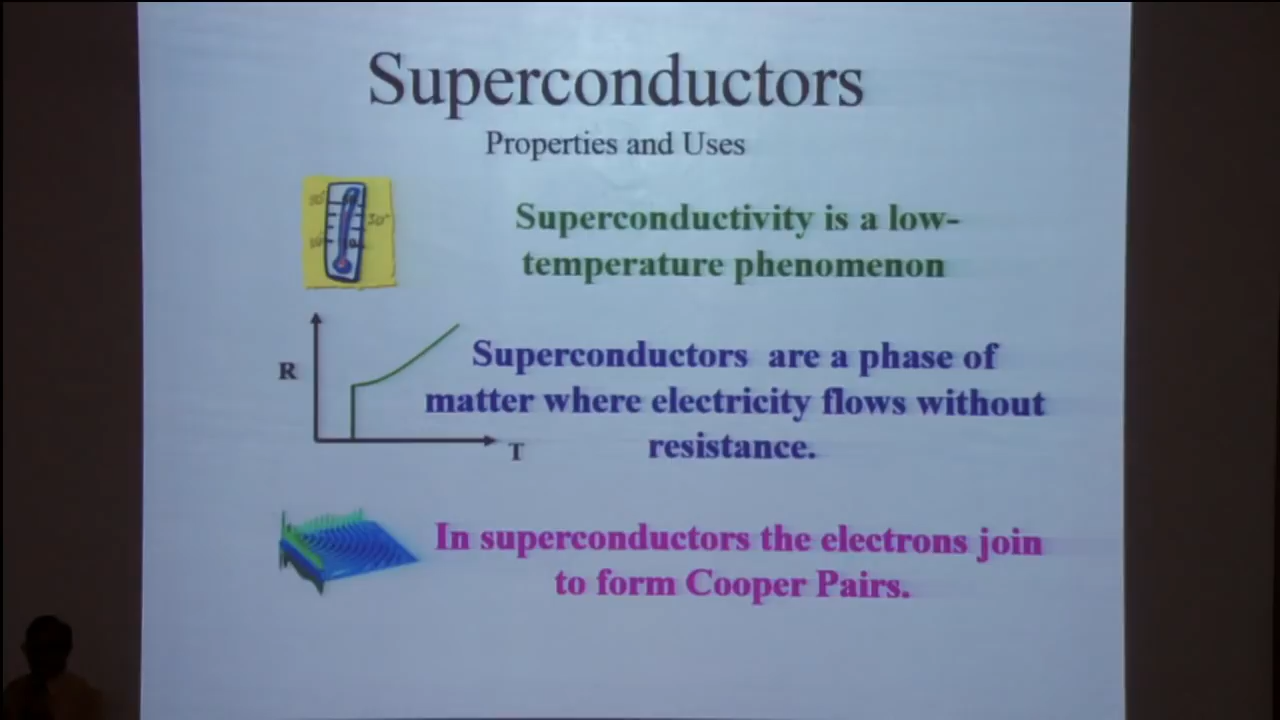 Superconductors
Properties and Uses
Superconductivity is a low-
temperature phenomenon
R
Superconductors are a phase of
matter where electricity flows without
resistance.
T
In superconductors the electrons join
to form Cooper Pairs.